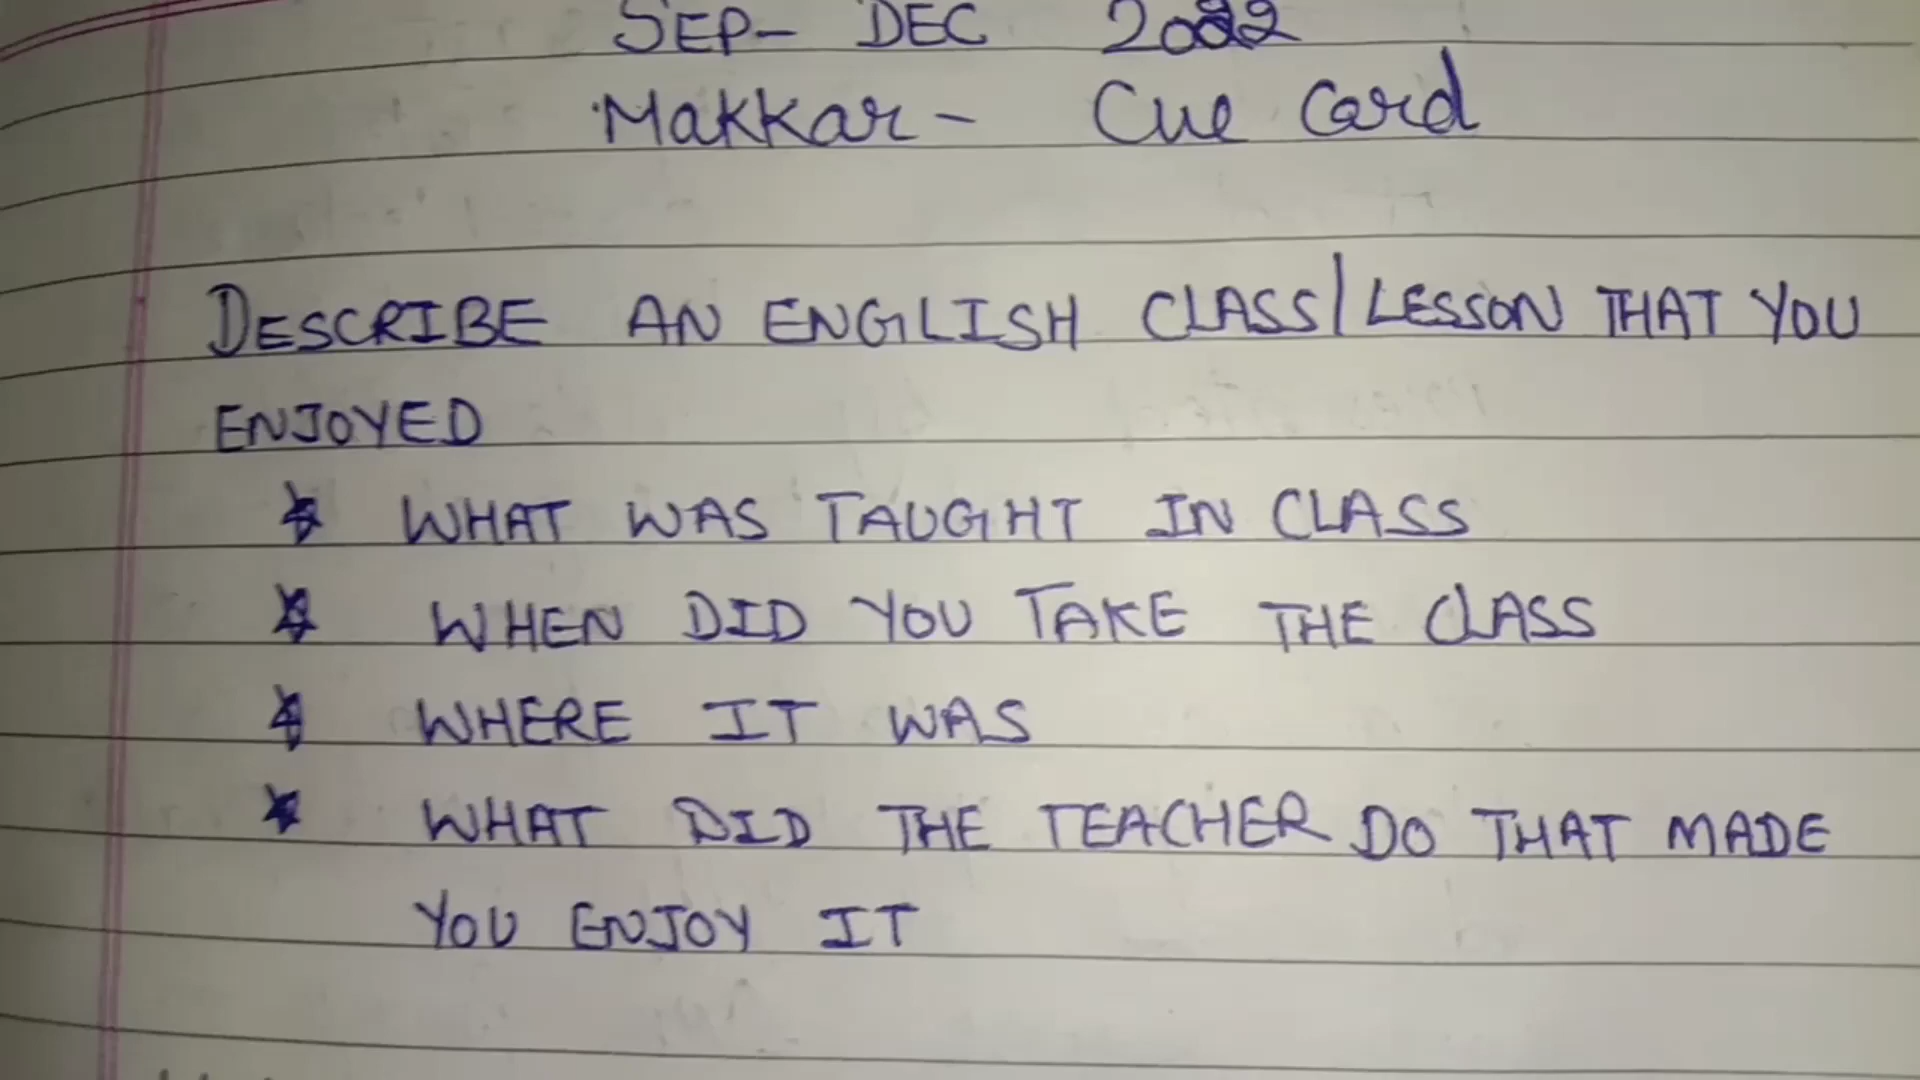 SEP- DEC 2022
Makkar - Cue Card
DESCRIBE AN ENGLISH CLASS/LESSON THAT YOU
ENJOYED
* WHAT WAS TAUGHT IN CLASS
* WHEN DID YOU TAKE THE CLASS
* WHERE IT WAS
* WHAT DID THE TEACHER DO THAT MADE
YOU ENJOY IT